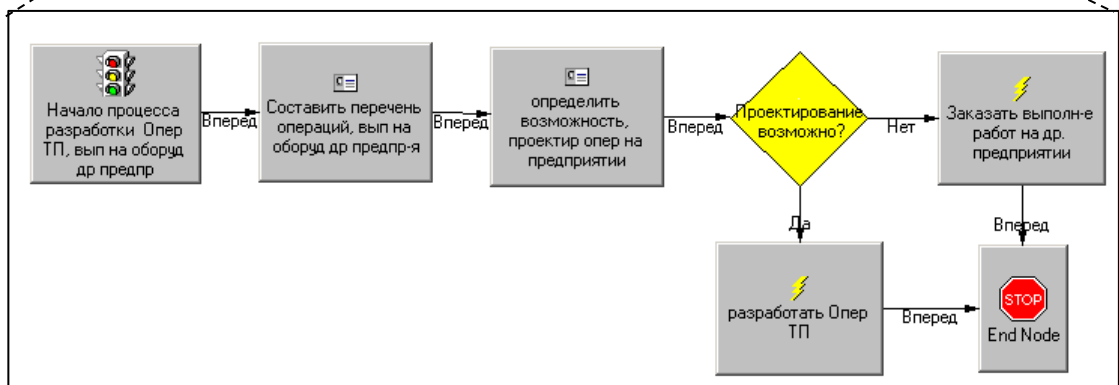 Начало процесса
разработки Опер
ТП, вып на оборуд
др предпр
Вперед
Составить перечень
операций, вып на
оборуд др предпр-я
Вперед
определить
возможность,
проектир опер на
предприятии
Вперед
Проектирование
возможно?
Нет
Заказать выполн-е
работ на др.
предприятии
Да
Вперед
разработать Опер
ТП
Вперед
STOP
End Node